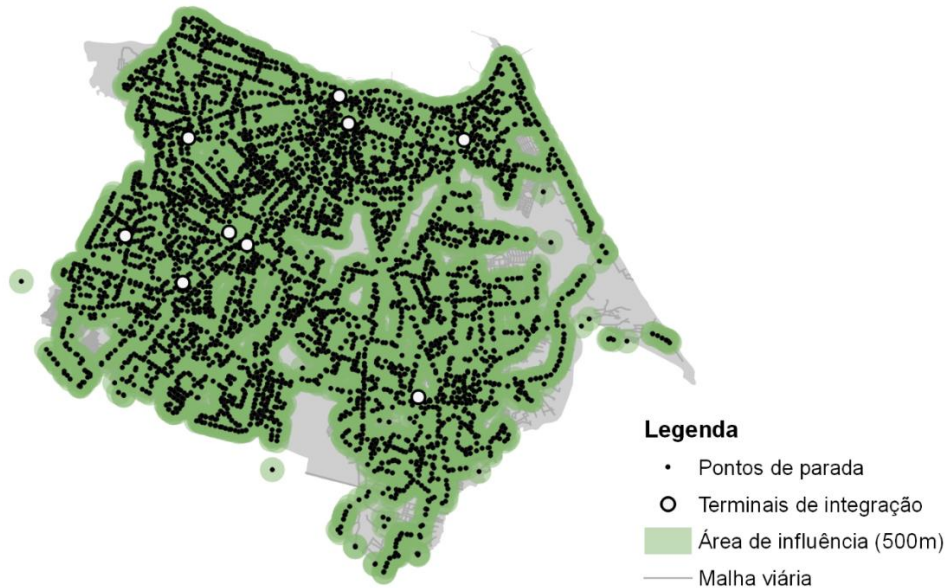 Legenda
Pontos de parada
Terminais de integração
Área de influência (500m)
Malha viária